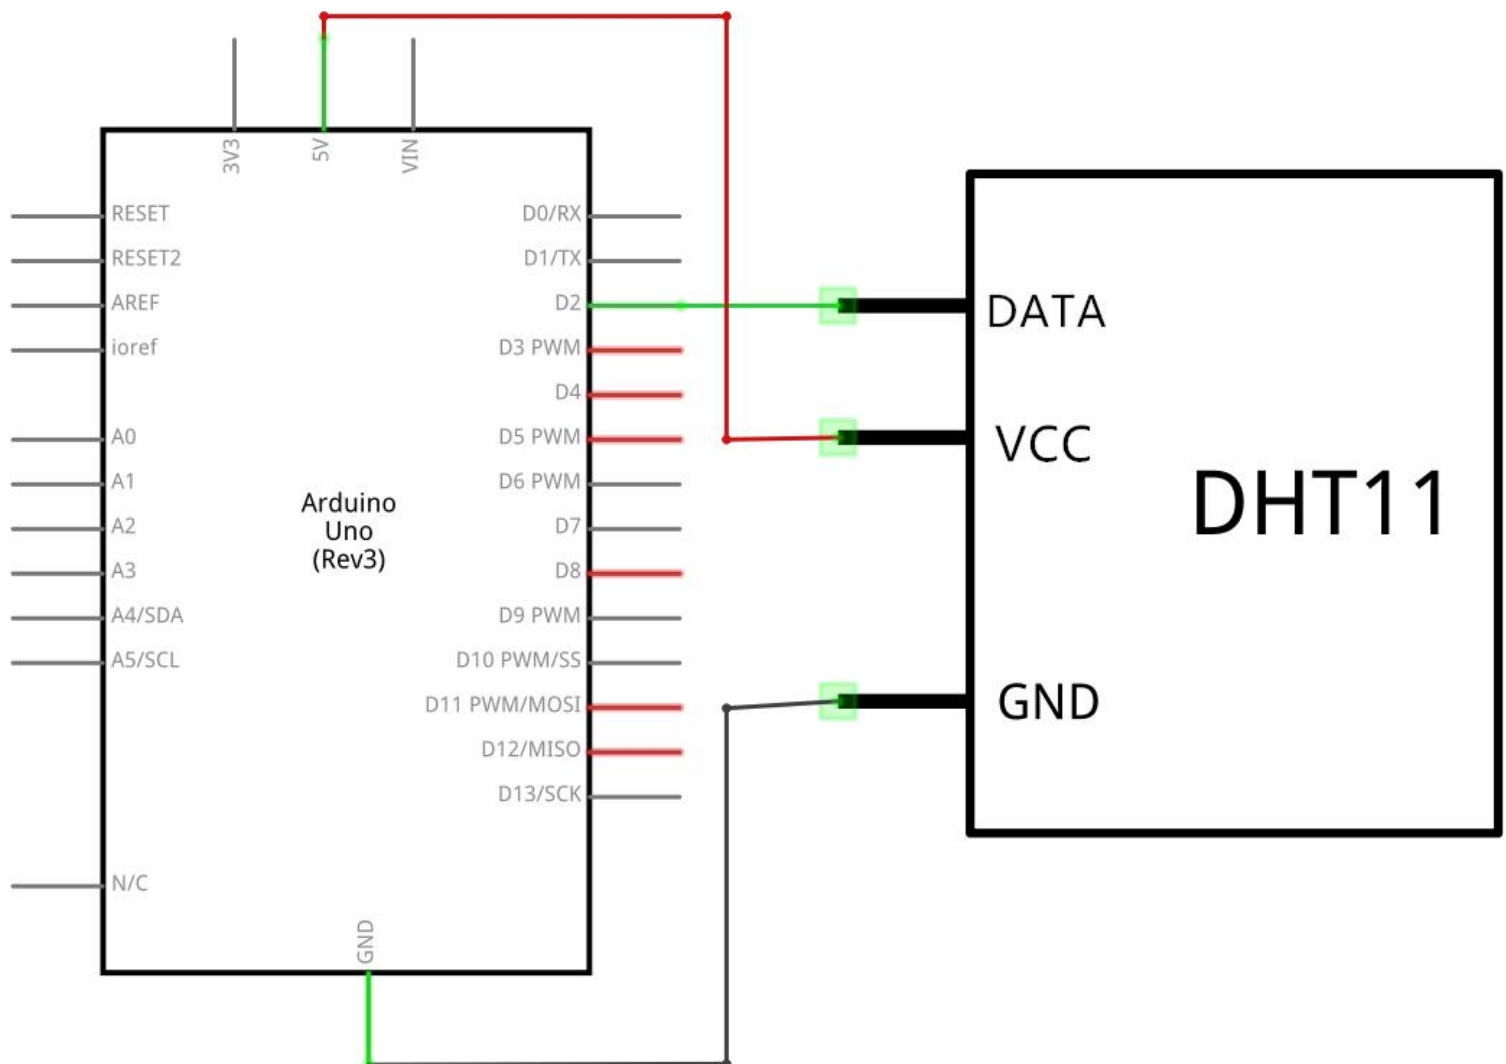 3V3
5V
VIN
RESET
RESET2
AREF
ioref
A0
A1
A2
A3
A4/SDA
A5/SCL
N/C
Arduino
Uno
(Rev3)
D0/RX
D1/TX
D2
D3 PWM
D4
D5 PWM
D6 PWM
D7
D8
D9 PWM
D10 PWM/SS
D11 PWM/MOSI
D12/MISO
D13/SCK
GND
DATA
VCC
DHT11
GND